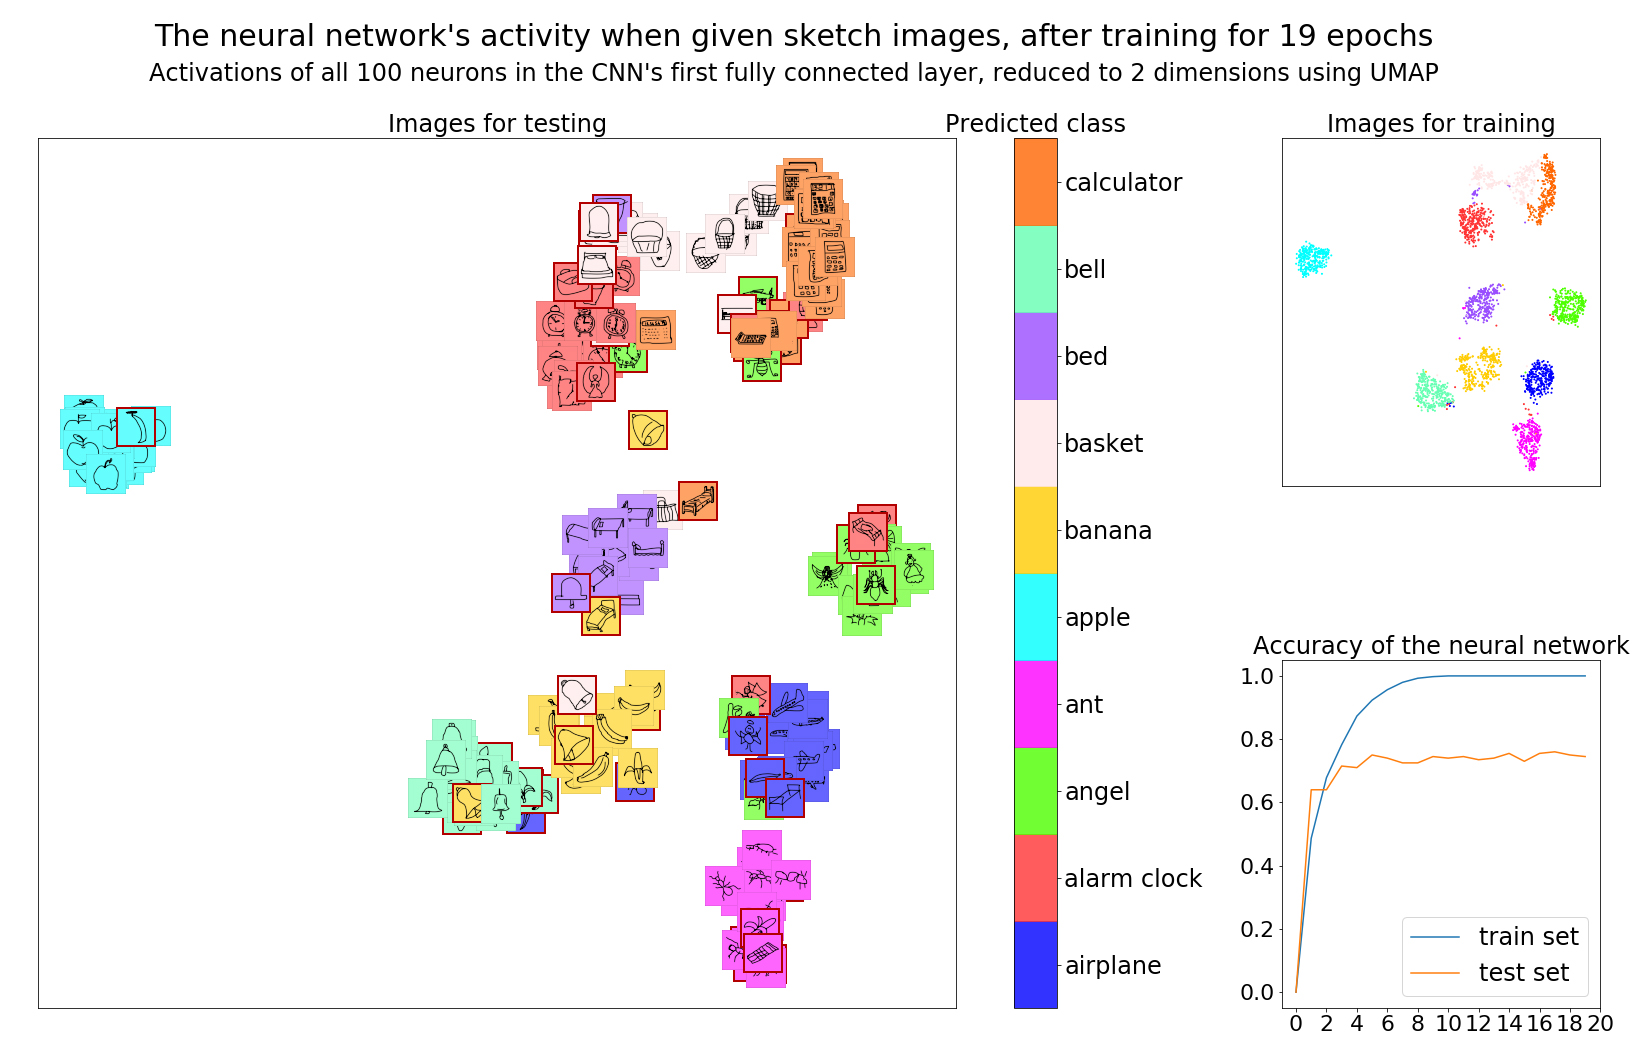 The neural network's activity when given sketch images, after training for 19 epochs
Activations of all 100 neurons in the CNN's first fully connected layer, reduced to 2 dimensions using UMAP
Images for testing
Predicted class
calculator
bell
bed
basket
banana
apple
ant
angel
alarm clock
airplane
Images for training
Accuracy of the neural network
1.0
0.8
0.6
0.4
0.2
0.0
train set
test set
0 2 4 6 8 10 12 14 16 18 20